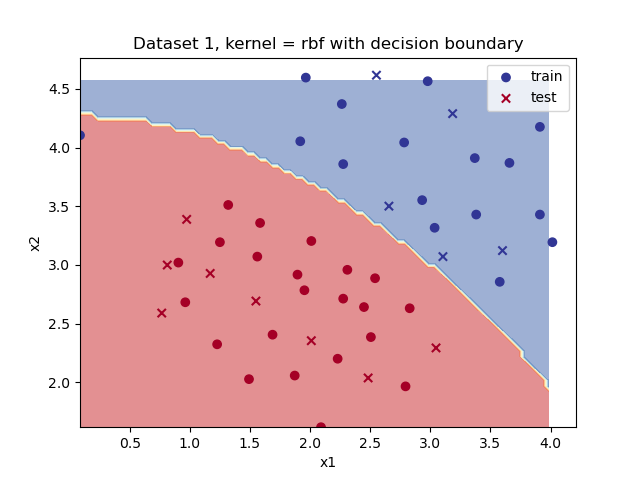 Dataset 1, kernel = rbf with decision boundary
train
test
4.5
4.0
3.5
3.0
2.5
2.0
x2
0.5 1.0 1.5 2.0 2.5 3.0 3.5 4.0
x1